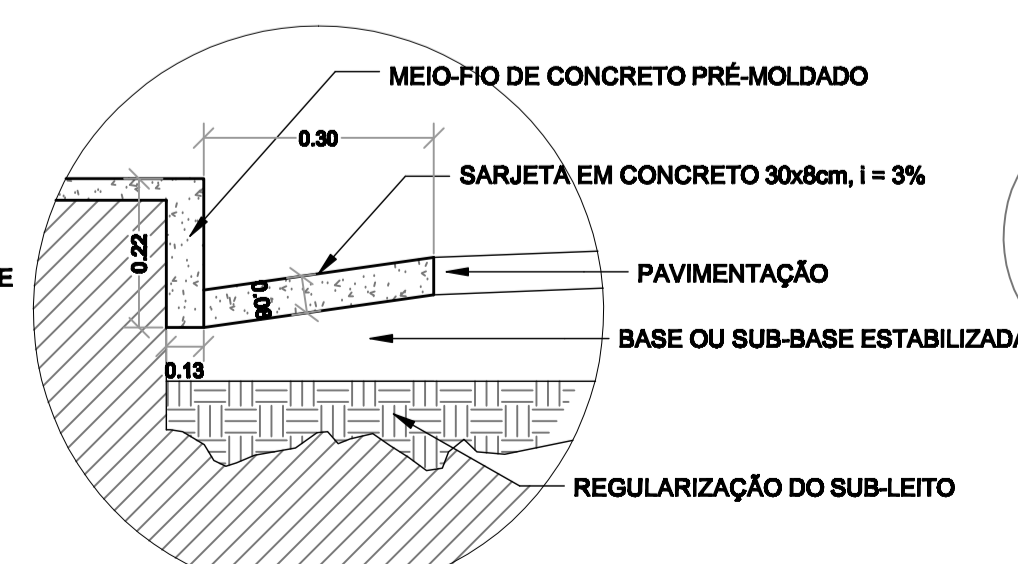 MEIO-FIO DE CONCRETO PRÉ-MOLDADO
0.30
SARJETA EM CONCRETO 30x8cm, i = 3%
0.22
E
PAVIMENTAÇÃO
0.08
BASE OU SUB-BASE ESTABILIZADA
0.13
REGULARIZAÇÃO DO SUB-LEITO